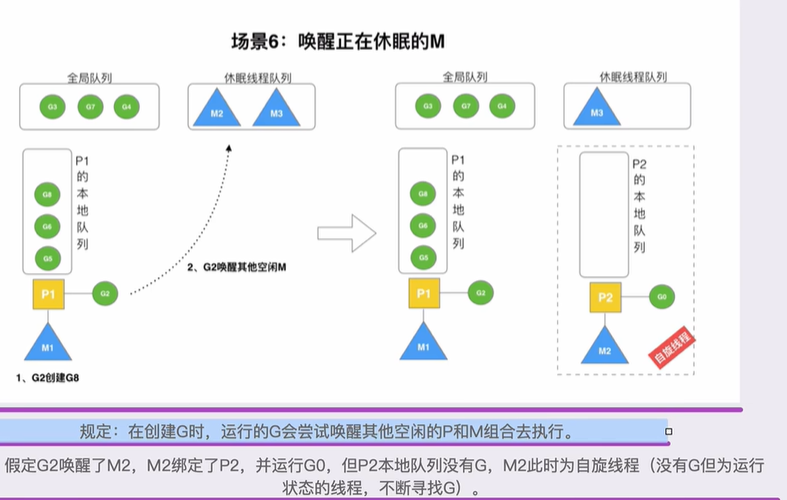 场景6：唤醒正在休眠的M
全局队列
休眠线程队列
全局队列
休眠线程队列
G3
G7
G4
M2
M3
G3
G7
G4
M3
P1的本地队列
G8
G6
G5
P1的本地队列
G8
G6
G5
P2的本地队列
2、G2唤醒其他空闲M
P1
G2
P1
G2
P2
G0
M1
M1
M2
自旋线程
1、G2创建G8
规定：在创建G时，运行的G会尝试唤醒其他空闲的P和M组合去执行。
假定G2唤醒了M2，M2绑定了P2，并运行G0，但P2本地队列没有G，M2此时为自旋线程（没有G但为运行
状态的线程，不断寻找G）。